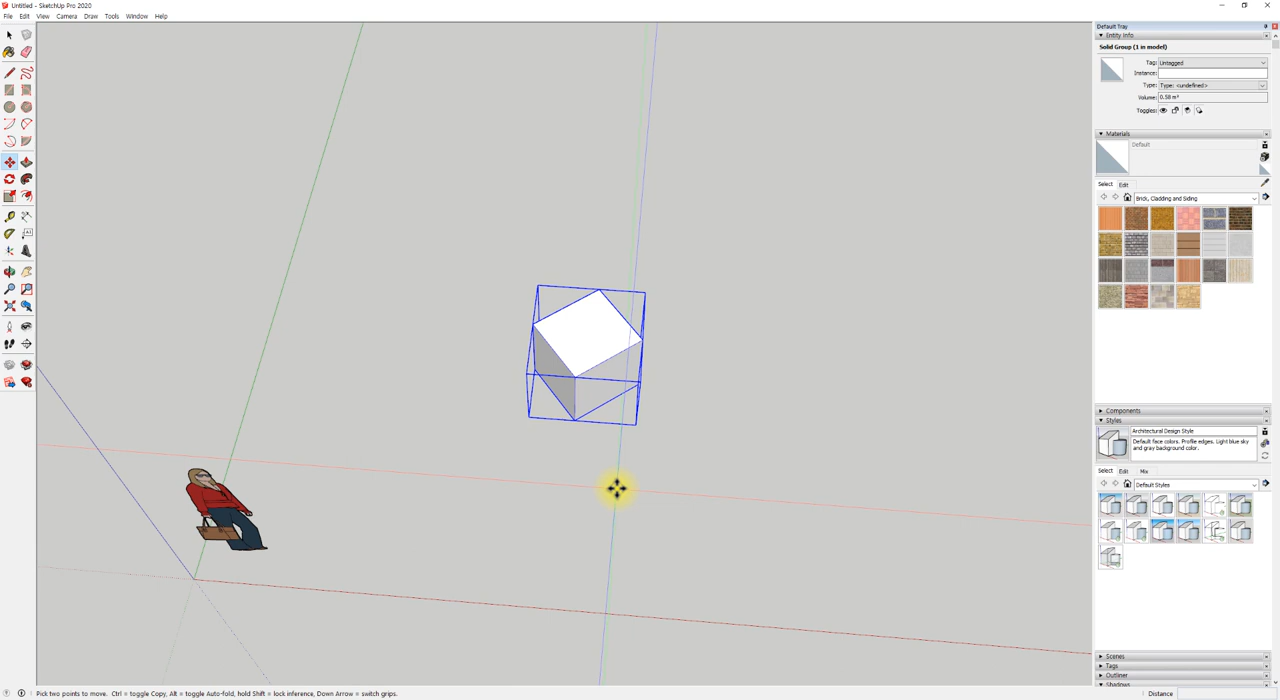 Untitled - SketchUp Pro 2020
File Edit View Camera Draw Tools Window Help
Default Tray
Entity Info
Solid Group (1 in model)
Tag: Untagged
Instance:
Type: Type: <undefined>
Volume: 0.58 m³
Toggles:
Materials
Default
Select Edit
Brick, Cladding and Siding
Components
Styles
Architectural Design Style
Default face colors. Profile edges. Light blue sky
and gray background color.
Select Edit Mix
Default Styles
Scenes
Tags
Outliner
Shadows
Pick two points to move. Ctrl = toggle Copy, Alt = toggle Auto-fold, hold Shift = lock inference, Down Arrow = switch grips.
Distance